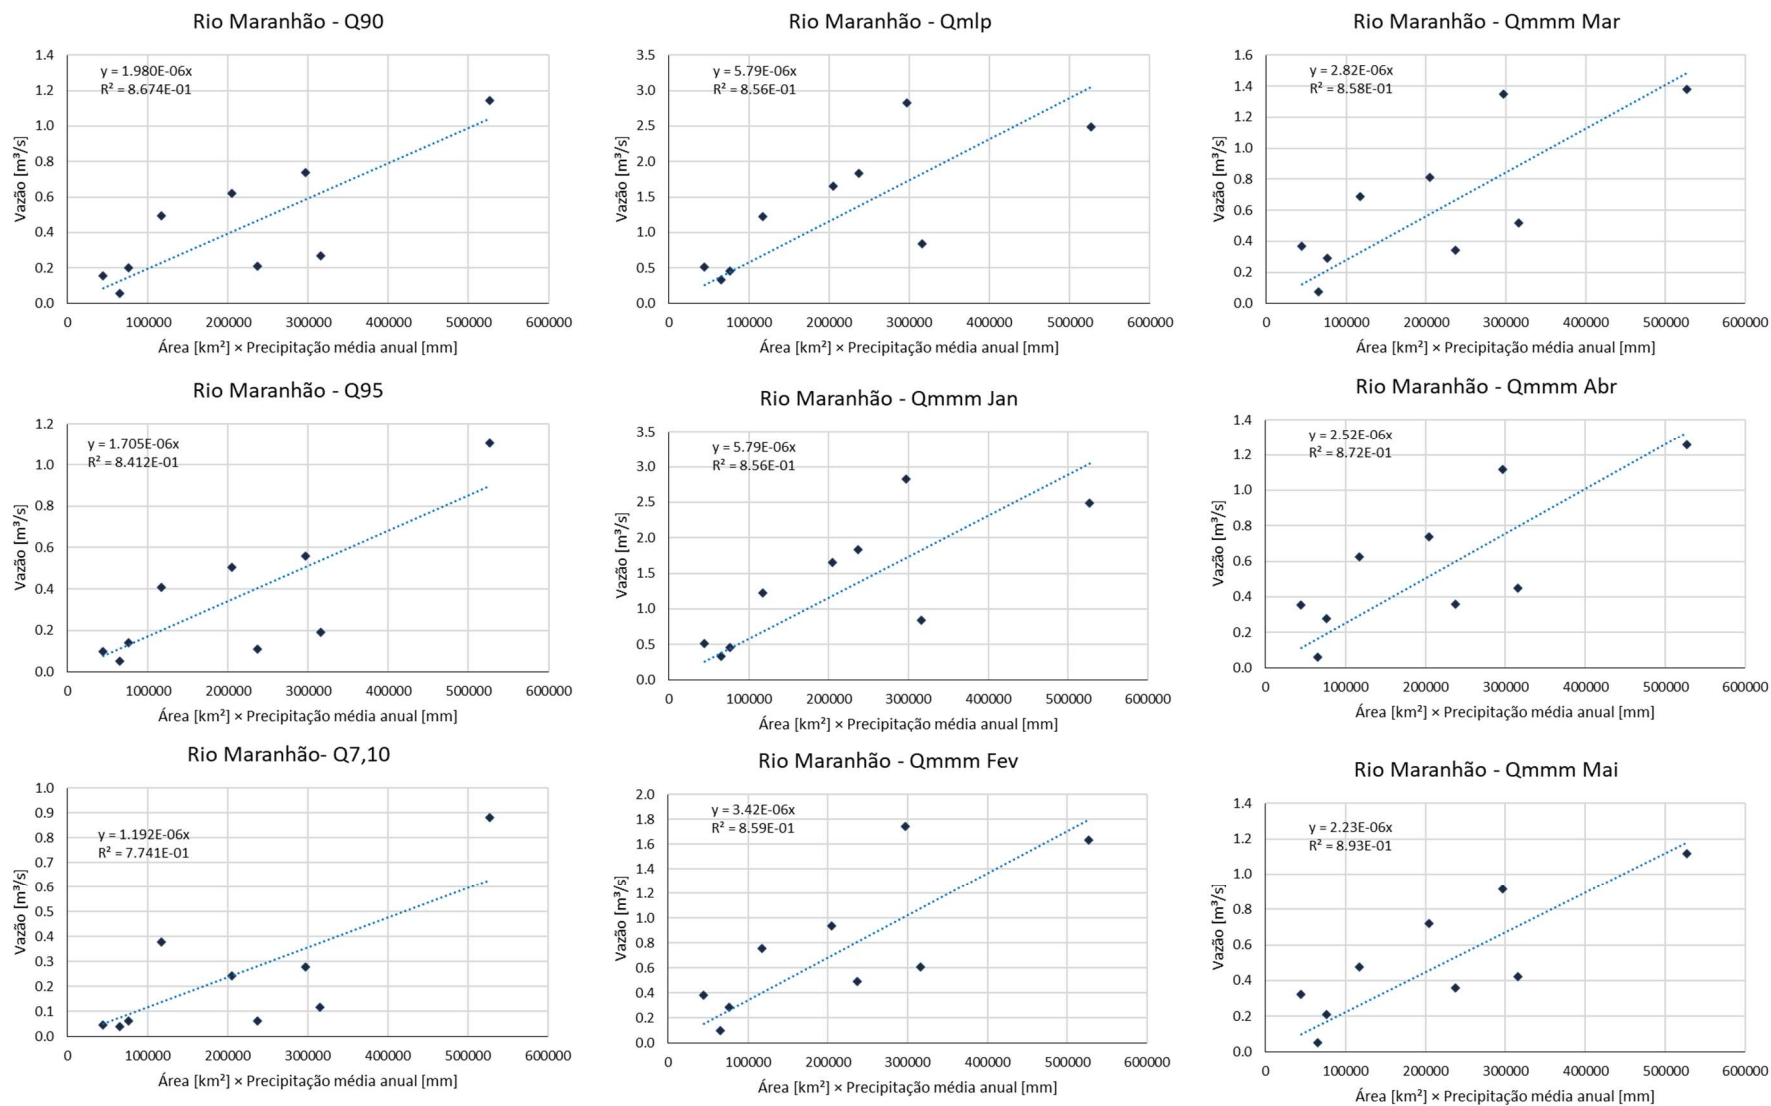 Rio Maranhão - Q90
y = 1.980E-06x
R² = 8.674E-01
Vazão [m³/s]
1.4
1.2
1.0
0.8
0.6
0.4
0.2
0.0
0 100000 200000 300000 400000 500000 600000
Área [km²] × Precipitação média anual [mm]
Rio Maranhão - Qmlp
y = 5.79E-06x
R² = 8.56E-01
Vazão [m³/s]
3.5
3.0
2.5
2.0
1.5
1.0
0.5
0.0
0 100000 200000 300000 400000 500000 600000
Área [km²] × Precipitação média anual [mm]
Rio Maranhão - Qmmm Mar
y = 2.82E-06x
R² = 8.58E-01
Vazão [m³/s]
1.6
1.4
1.2
1.0
0.8
0.6
0.4
0.2
0.0
0 100000 200000 300000 400000 500000 600000
Área [km²] × Precipitação média anual [mm]
Rio Maranhão - Q95
y = 1.705E-06x
R² = 8.412E-01
Vazão [m³/s]
1.2
1.0
0.8
0.6
0.4
0.2
0.0
0 100000 200000 300000 400000 500000 600000
Área [km²] × Precipitação média anual [mm]
Rio Maranhão - Qmmm Jan
y = 5.79E-06x
R² = 8.56E-01
Vazão [m³/s]
3.5
3.0
2.5
2.0
1.5
1.0
0.5
0.0
0 100000 200000 300000 400000 500000 600000
Área [km²] × Precipitação média anual [mm]
Rio Maranhão - Qmmm Abr
y = 2.52E-06x
R² = 8.72E-01
Vazão [m³/s]
1.4
1.2
1.0
0.8
0.6
0.4
0.2
0.0
0 100000 200000 300000 400000 500000 600000
Área [km²] × Precipitação média anual [mm]
Rio Maranhão- Q7,10
y = 1.192E-06x
R² = 7.741E-01
Vazão [m³/s]
1.0
0.9
0.8
0.7
0.6
0.5
0.4
0.3
0.2
0.1
0.0
0 100000 200000 300000 400000 500000 600000
Área [km²] × Precipitação média anual [mm]
Rio Maranhão - Qmmm Fev
y = 3.42E-06x
R² = 8.59E-01
Vazão [m³/s]
2.0
1.8
1.6
1.4
1.2
1.0
0.8
0.6
0.4
0.2
0.0
0 100000 200000 300000 400000 500000 600000
Área [km²] × Precipitação média anual [mm]
Rio Maranhão - Qmmm Mai
y = 2.23E-06x
R² = 8.93E-01
Vazão [m³/s]
1.4
1.2
1.0
0.8
0.6
0.4
0.2
0.0
0 100000 200000 300000 400000 500000 600000
Área [km²] × Precipitação média anual [mm]